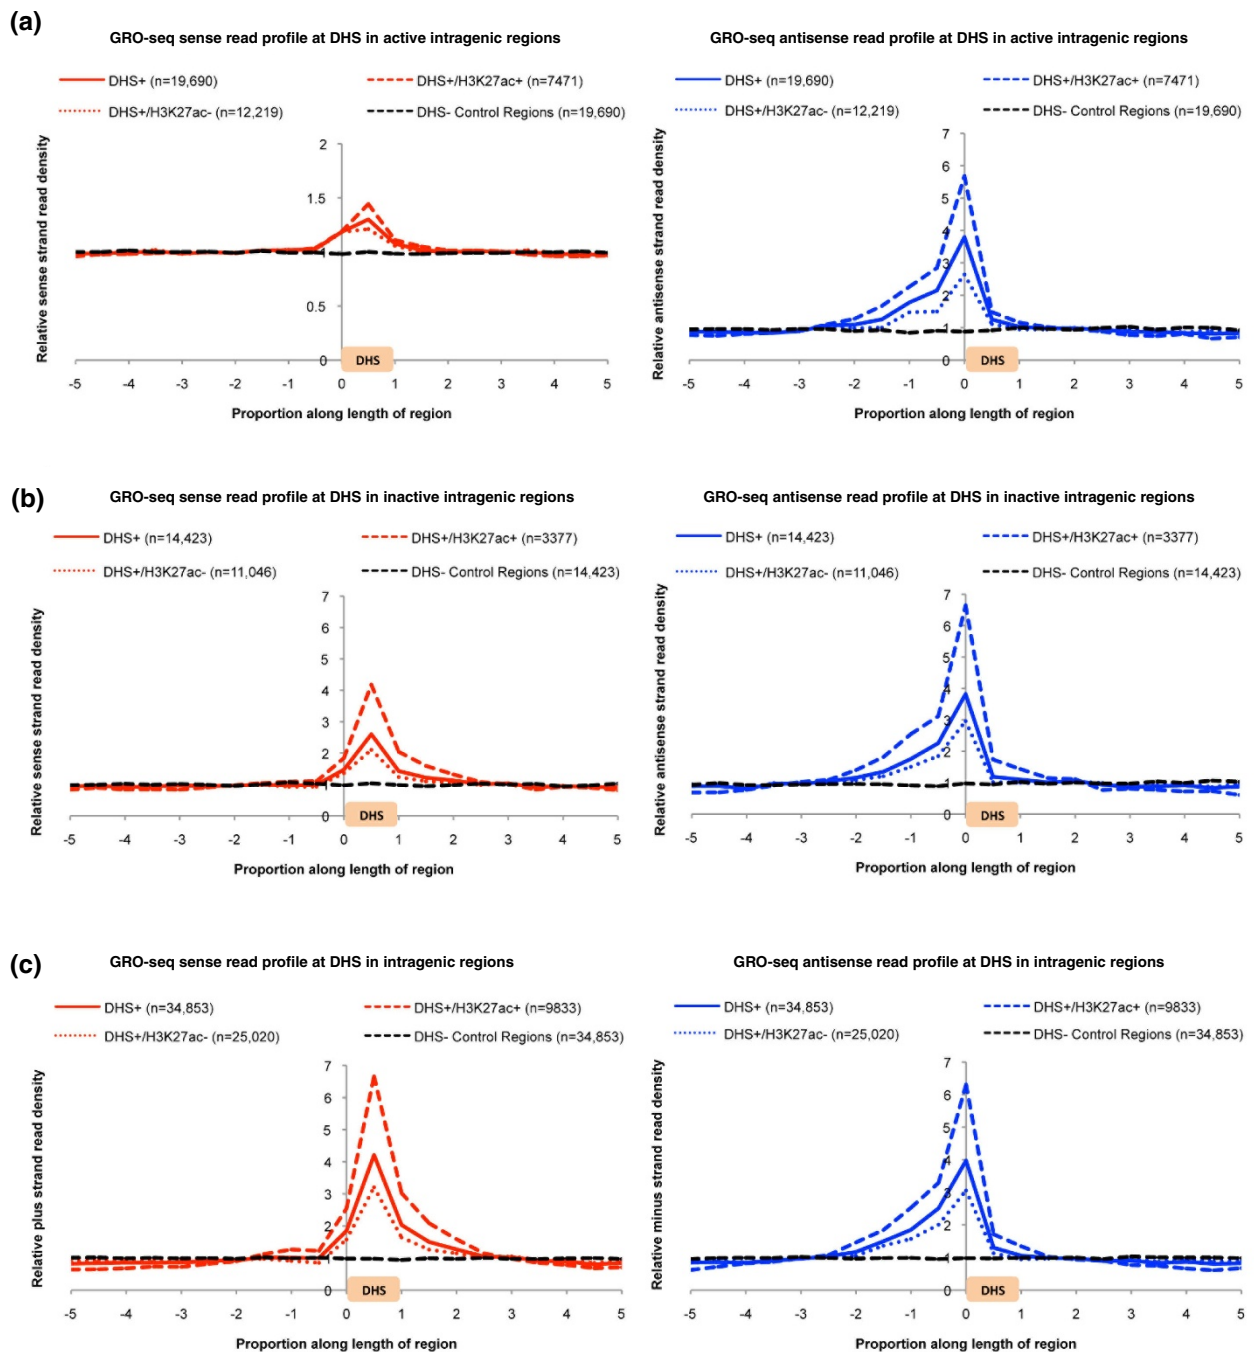 (a)
GRO-seq sense read profile at DHS in active intragenic regions
DHS+ (n=19,690)
DHS+/H3K27ac+ (n=7471)
DHS+/H3K27ac- (n=12,219)
DHS- Control Regions (n=19,690)
Relative sense strand read density
2
1.5
1
0.5
0
DHS
-5 -4 -3 -2 -1 0 1 2 3 4 5
Proportion along length of region
GRO-seq antisense read profile at DHS in active intragenic regions
DHS+ (n=19,690)
DHS+/H3K27ac+ (n=7471)
DHS+/H3K27ac- (n=12,219)
DHS- Control Regions (n=19,690)
Relative antisense strand read density
7
6
5
4
3
2
1
0
DHS
-5 -4 -3 -2 -1 0 1 2 3 4 5
Proportion along length of region
(b)
GRO-seq sense read profile at DHS in inactive intragenic regions
DHS+ (n=14,423)
DHS+/H3K27ac+ (n=3377)
DHS+/H3K27ac- (n=11,046)
DHS- Control Regions (n=14,423)
Relative sense strand read density
7
6
5
4
3
2
1
0
DHS
-5 -4 -3 -2 -1 0 1 2 3 4 5
Proportion along length of region
GRO-seq antisense read profile at DHS in inactive intragenic regions
DHS+ (n=14,423)
DHS+/H3K27ac+ (n=3377)
DHS+/H3K27ac- (n=11,046)
DHS- Control Regions (n=14,423)
Relative antisense strand read density
7
6
5
4
3
2
1
0
DHS
-5 -4 -3 -2 -1 0 1 2 3 4 5
Proportion along length of region
(c)
GRO-seq sense read profile at DHS in intragenic regions
DHS+ (n=34,853)
DHS+/H3K27ac+ (n=9833)
DHS+/H3K27ac- (n=25,020)
DHS- Control Regions (n=34,853)
Relative plus strand read density
7
6
5
4
3
2
1
0
DHS
-5 -4 -3 -2 -1 0 1 2 3 4 5
Proportion along length of region
GRO-seq antisense read profile at DHS in intragenic regions
DHS+ (n=34,853)
DHS+/H3K27ac+ (n=9833)
DHS+/H3K27ac- (n=25,020)
DHS- Control Regions (n=34,853)
Relative minus strand read density
7
6
5
4
3
2
1
0
DHS
-5 -4 -3 -2 -1 0 1 2 3 4 5
Proportion along length of region